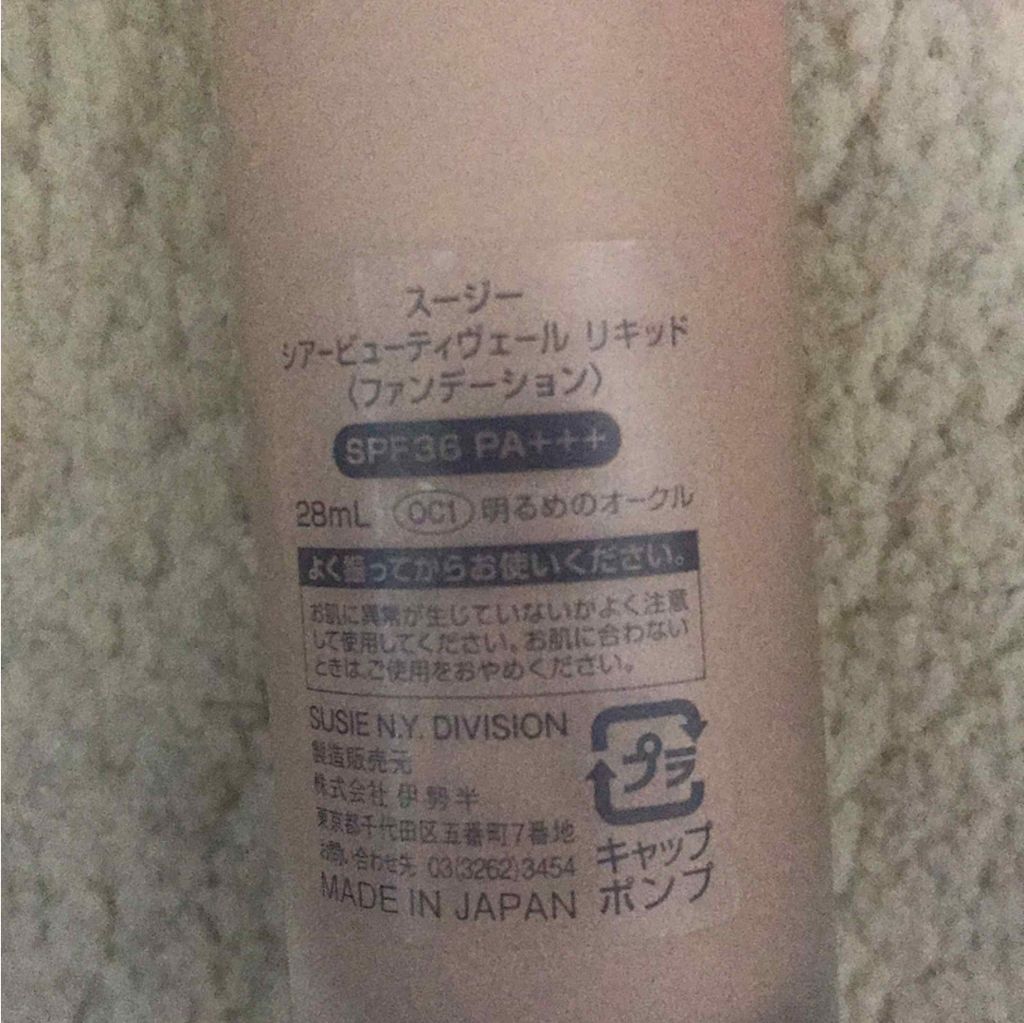 スージー
シアービューティヴェール リキッド
(ファンデーション)
SPF36 PA+++
28mL OC1 明るめのオークル
よく振ってからお使いください。
お肌に異常が生じていないかよく注意
して使用してください。お肌に合わない
ときは、ご使用をおやめください。
SUSIE N.Y. DIVISION
製造販売元
株式会社 伊勢半
東京都千代田区五番町7番地
お問い合わせ先 03(3262)3454
MADE IN JAPAN
プラ
キャップ
ポンプ